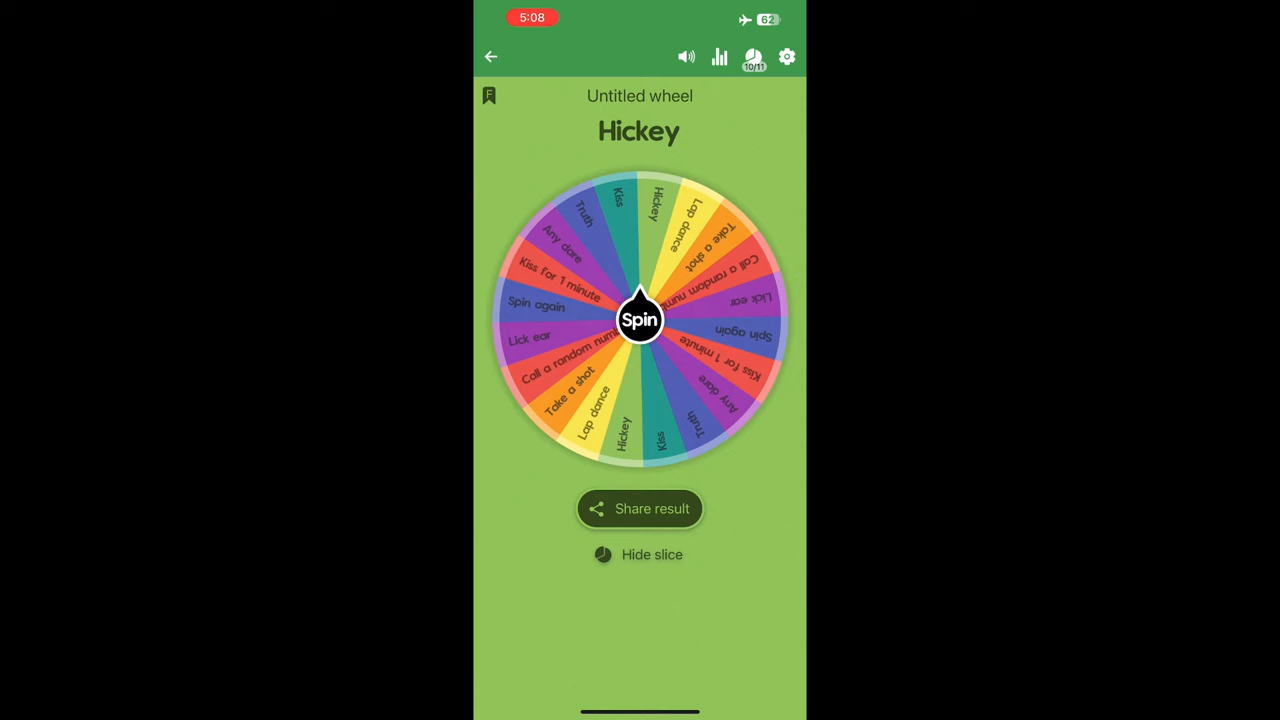 5:08
62
10/11
F
Untitled wheel
Hickey
Hickey
Lap dance
Take a shot
Call a random num
Lick ear
Spin again
Kiss for 1 minute
Any dare
Truth
Kiss
Hickey
Lap dance
Take a shot
Call a random num
Lick ear
Spin again
Kiss for 1 minute
Any dare
Truth
Kiss
Spin
Share result
Hide slice